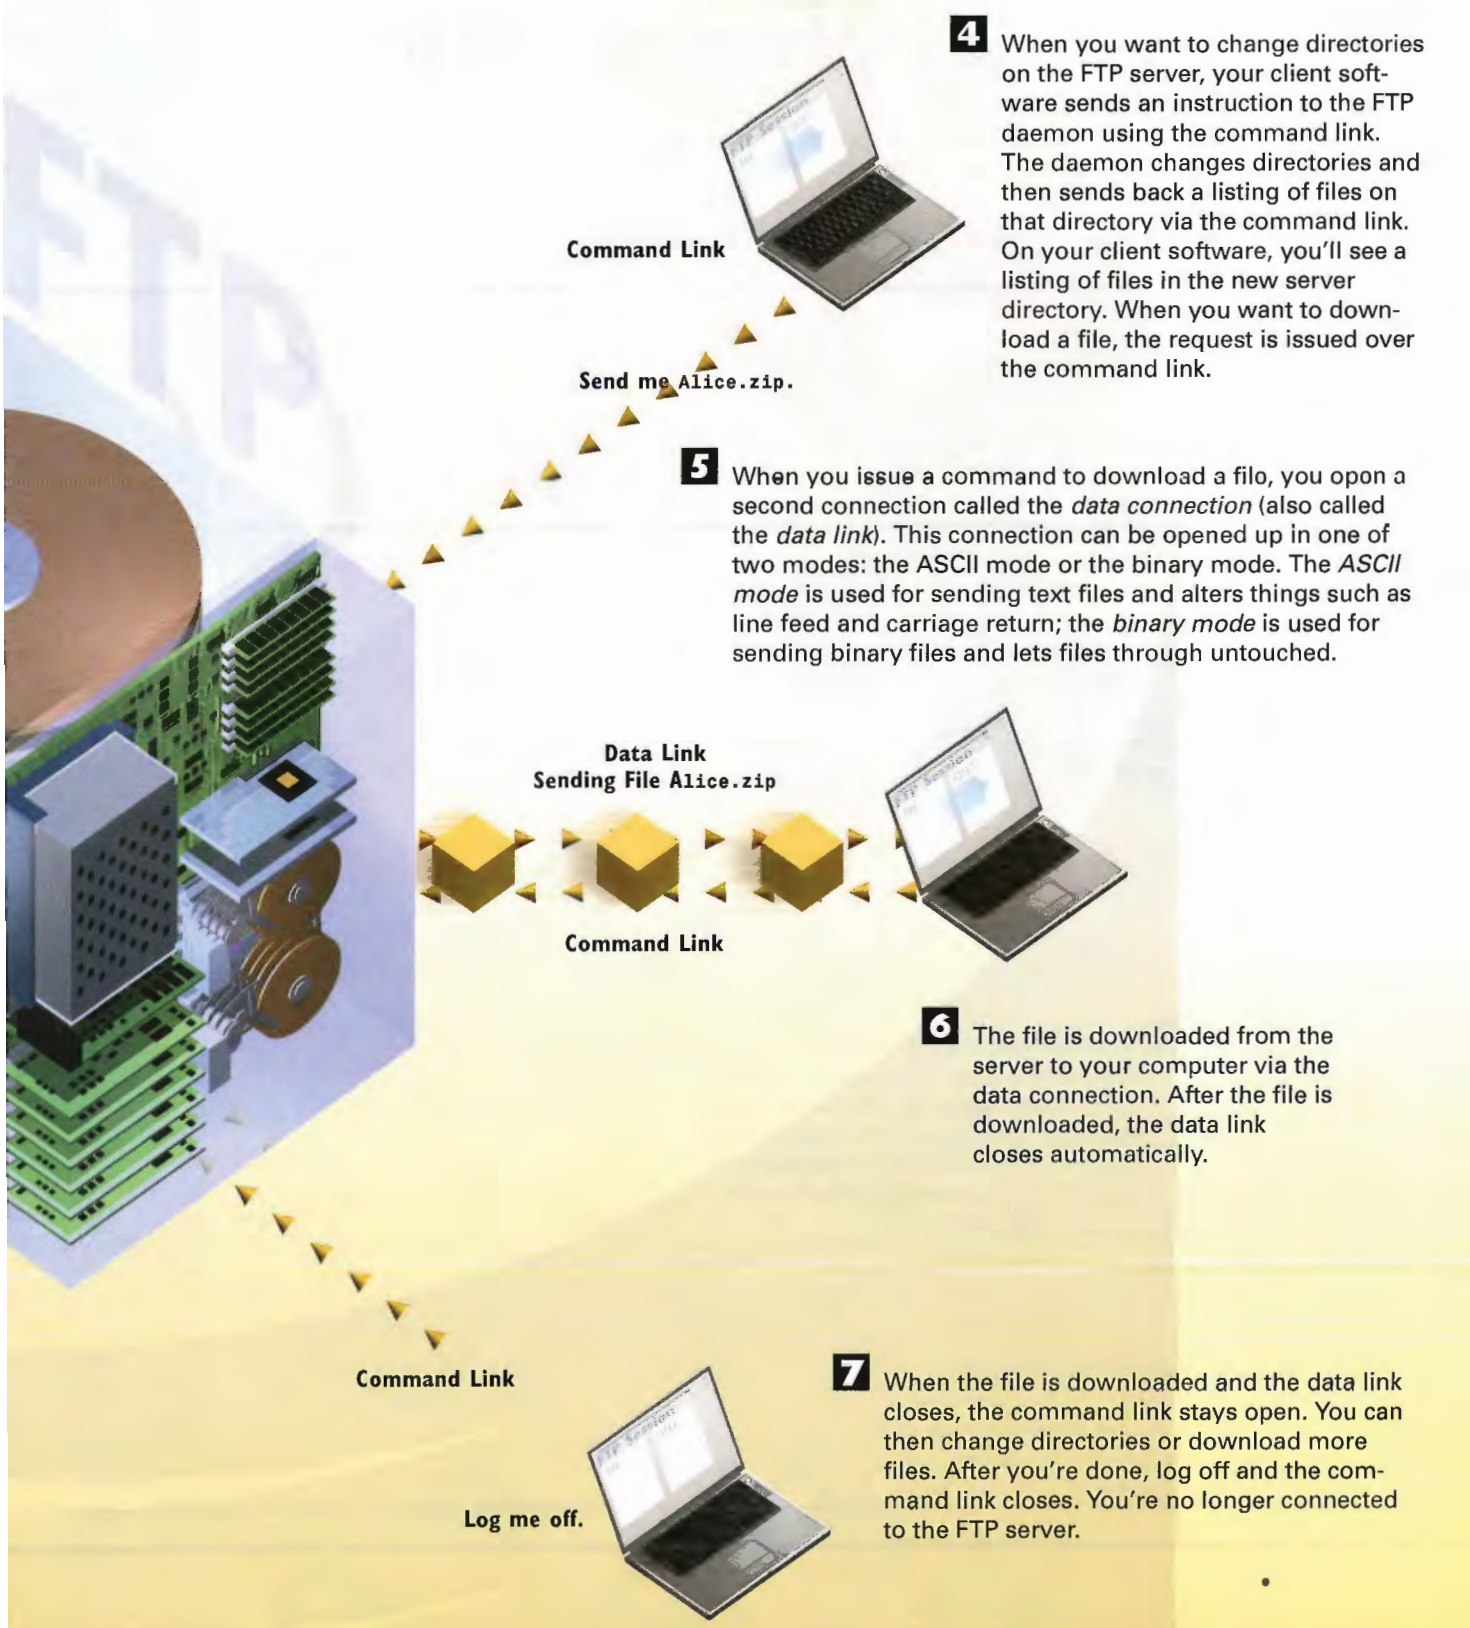 4
When you want to change directories
on the FTP server, your client soft-
ware sends an instruction to the FTP
daemon using the command link.
The daemon changes directories and
then sends back a listing of files on
that directory via the command link.
On your client software, you'll see a
listing of files in the new server
directory. When you want to down-
load a file, the request is issued over
the command link.
FTP
FTP Session
Command Link
Send me Alice.zip.
5
When you issue a command to download a filo, you opon a
second connection called the data connection (also called
the data link). This connection can be opened up in one of
two modes: the ASCII mode or the binary mode. The ASCII
mode is used for sending text files and alters things such as
line feed and carriage return; the binary mode is used for
sending binary files and lets files through untouched.
Data Link
Sending File Alice.zip
FTP Session
Command Link
6
The file is downloaded from the
server to your computer via the
data connection. After the file is
downloaded, the data link
closes automatically.
Command Link
FTP Session
Log me off.
7
When the file is downloaded and the data link
closes, the command link stays open. You can
then change directories or download more
files. After you're done, log off and the com-
mand link closes. You're no longer connected
to the FTP server.